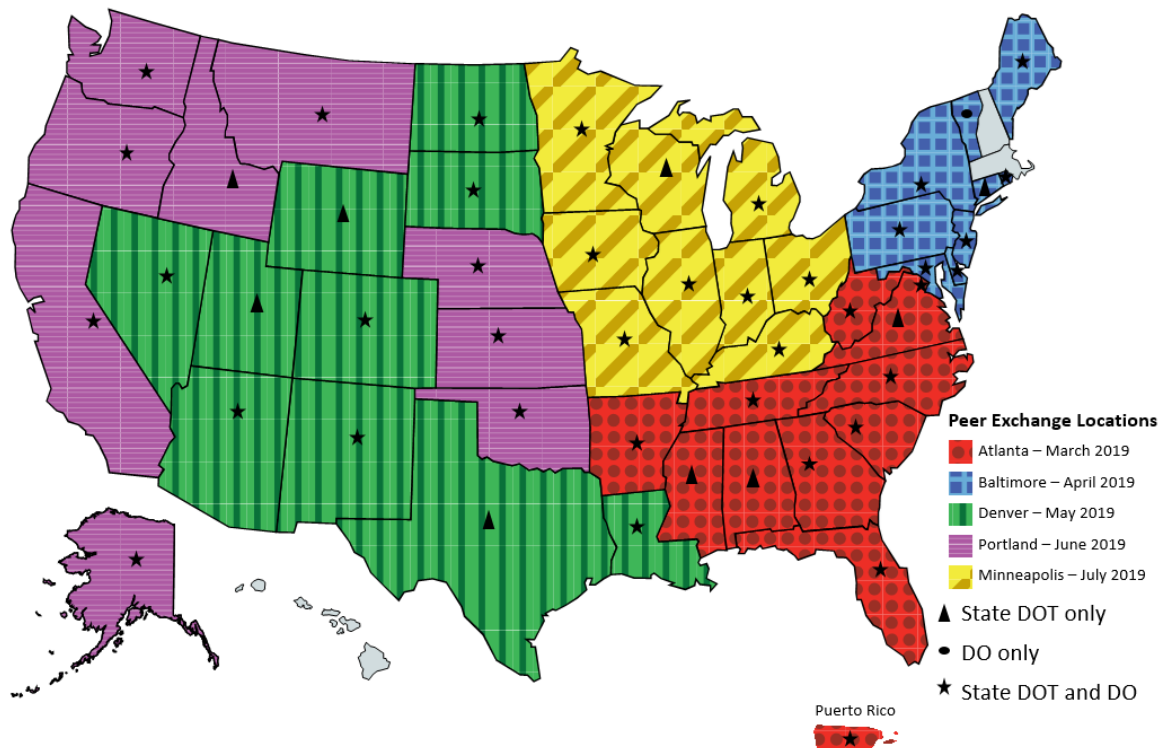 Peer Exchange Locations
Atlanta – March 2019
Baltimore – April 2019
Denver – May 2019
Portland – June 2019
Minneapolis – July 2019
State DOT only
DO only
State DOT and DO
Puerto Rico